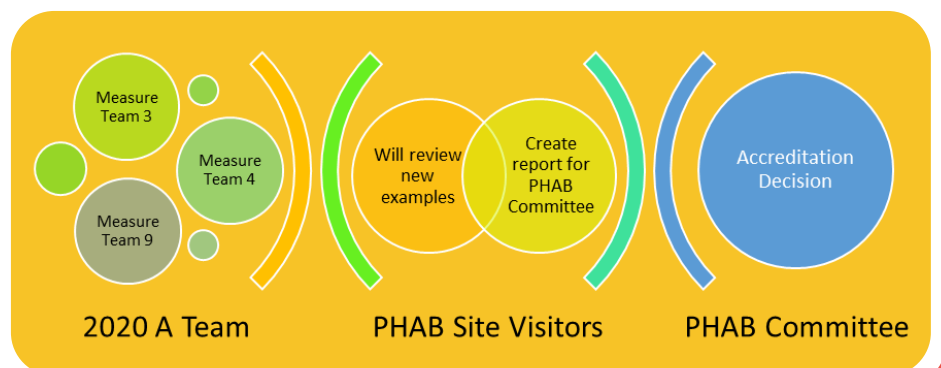 Measure
Team 3
Measure
Team 4
Measure
Team 9
2020 A Team
Will review
new
examples
Create
report for
PHAB
Committee
PHAB Site Visitors
Accreditation
Decision
PHAB Committee